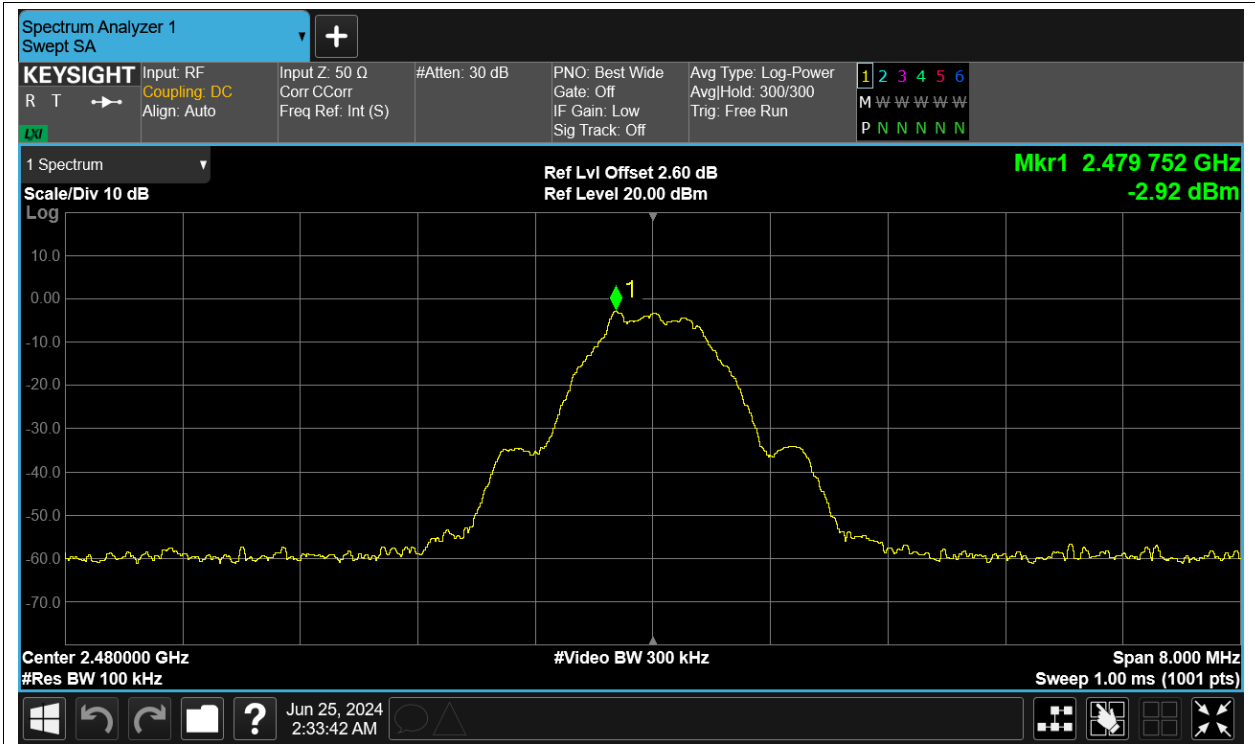 Spectrum Analyzer 1
Swept SA
+
KEYSIGHT
R T
LXI
Input: RF
Coupling: DC
Align: Auto
Input Z: 50 Ω
Corr CCorr
Freq Ref: Int (S)
#Atten: 30 dB
PNO: Best Wide
Gate: Off
IF Gain: Low
Sig Track: Off
Avg Type: Log-Power
Avg|Hold: 300/300
Trig: Free Run
1 2 3 4 5 6
M W W W W W
P N N N N N
1 Spectrum
Scale/Div 10 dB
Ref Lvl Offset 2.60 dB
Ref Level 20.00 dBm
Mkr1 2.479 752 GHz
-2.92 dBm
Log
10.0
0.00
-10.0
-20.0
-30.0
-40.0
-50.0
-60.0
-70.0
1
Center 2.480000 GHz
#Res BW 100 kHz
#Video BW 300 kHz
Span 8.000 MHz
Sweep 1.00 ms (1001 pts)
?
Jun 25, 2024
2:33:42 AM